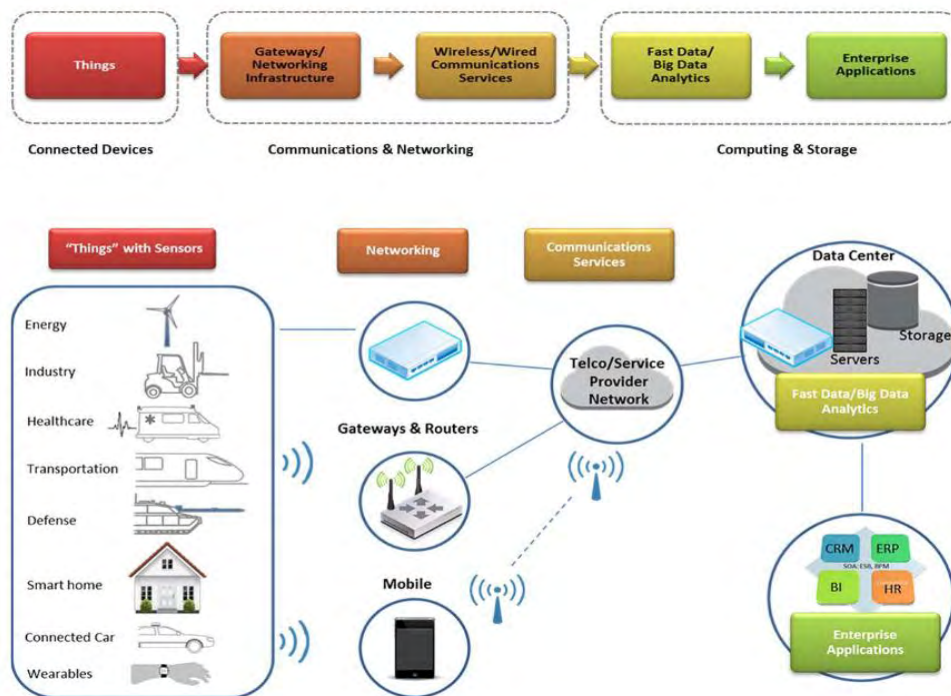 Things
Gateways/
Networking
Infrastructure
Wireless/Wired
Communications
Services
Fast Data/
Big Data
Analytics
Enterprise
Applications
Connected Devices
Communications & Networking
Computing & Storage
"Things" with Sensors
Networking
Communications
Services
Data Center
Energy
Industry
Healthcare
Transportation
Defense
Smart home
Connected Car
Wearables
Gateways & Routers
Mobile
Telco/Service
Provider
Network
Storage
Servers
Fast Data/Big Data
Analytics
CRM
ERP
SOA: ESB, BPM
BI
HR
Enterprise
Applications